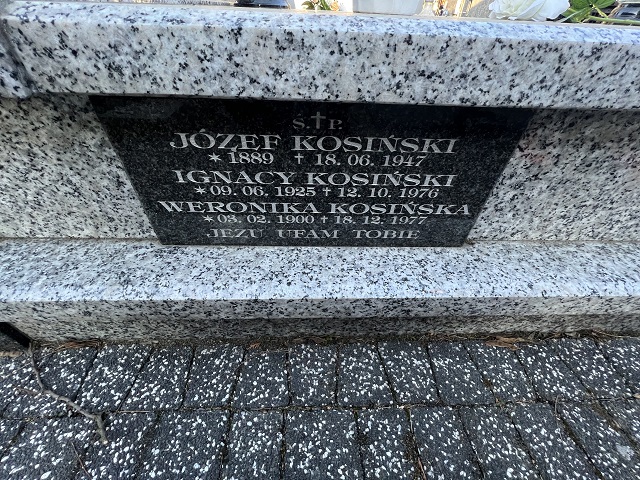 Ś.†P.
JÓZEF KOSIŃSKI
* 1889 † 18.06.1947
IGNACY KOSIŃSKI
* 09.06.1925 † 12.10.1976
WERONIKA KOSIŃSKA
* 03.02.1900 † 18.12.1977
JEZU UFAM TOBIE